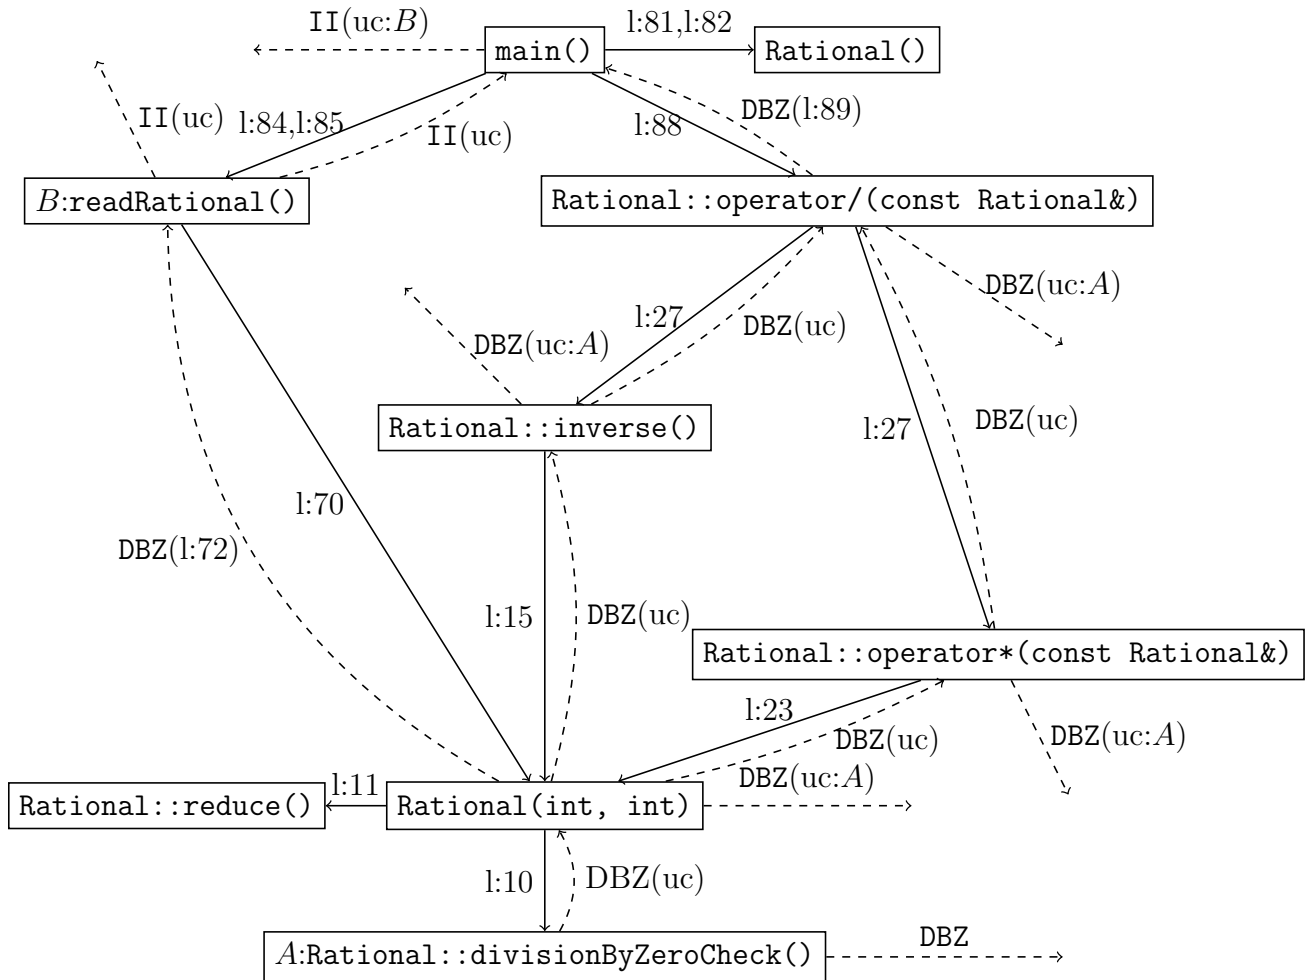 II(uc:B)
main()
l:81,l:82
Rational()
II(uc)
l:84,l:85
II(uc)
l:88
DBZ(l:89)
B:readRational()
Rational::operator/(const Rational&)
DBZ(uc:A)
l:27
DBZ(uc)
DBZ(uc:A)
Rational::inverse()
l:27
DBZ(uc)
l:70
DBZ(l:72)
l:15
DBZ(uc)
Rational::operator*(const Rational&)
l:23
DBZ(uc)
DBZ(uc:A)
l:11
DBZ(uc:A)
Rational::reduce()
Rational(int, int)
l:10
DBZ(uc)
A:Rational::divisionByZeroCheck()
DBZ